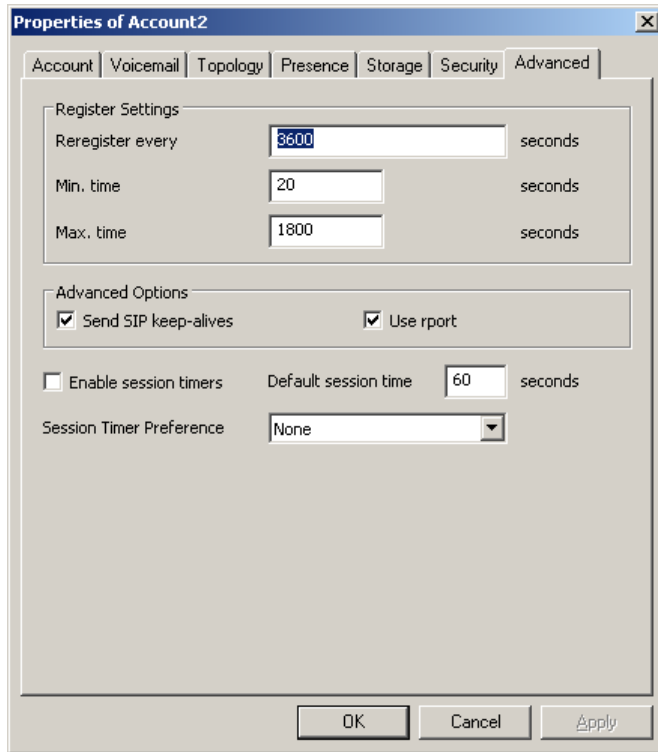 Properties of Account2
Account Voicemail Topology Presence Storage Security Advanced
Register Settings
Reregister every 3600 seconds
Min. time 20 seconds
Max. time 1800 seconds
Advanced Options
Send SIP keep-alives Use rport
Enable session timers Default session time 60 seconds
Session Timer Preference None
OK Cancel Apply